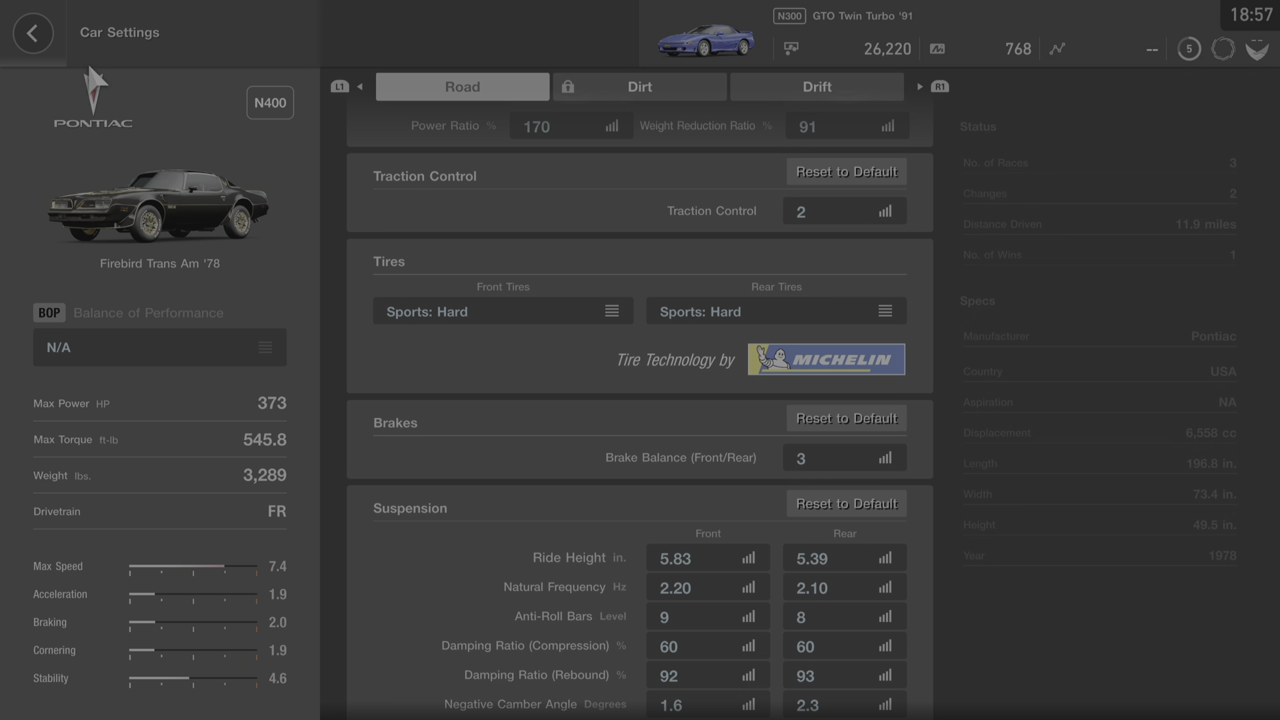 Car Settings
N300 GTO Twin Turbo '91
18:57
26,220 768 -- 5
PONTIAC
N400
Firebird Trans Am '78
BOP Balance of Performance
N/A
Max Power HP 373
Max Torque ft-lb 545.8
Weight lbs. 3,289
Drivetrain FR
Max Speed 7.4
Acceleration 1.9
Braking 2.0
Cornering 1.9
Stability 4.6
L1 Road Dirt Drift R1
Power Ratio % 170 Weight Reduction Ratio % 91
Traction Control Reset to Default
Traction Control 2
Tires
Front Tires Rear Tires
Sports: Hard Sports: Hard
Tire Technology by MICHELIN
Brakes Reset to Default
Brake Balance (Front/Rear) 3
Suspension Reset to Default
Front Rear
Ride Height in. 5.83 5.39
Natural Frequency Hz 2.20 2.10
Anti-Roll Bars Level 9 8
Damping Ratio (Compression) % 60 60
Damping Ratio (Rebound) % 92 93
Negative Camber Angle Degrees 1.6 2.3
Status
No. of Races 3
Changes 2
Distance Driven 11.9 miles
No. of Wins 1
Specs
Manufacturer Pontiac
Country USA
Aspiration NA
Displacement 6,558 cc
Length 196.8 in.
Width 73.4 in.
Height 49.5 in.
Year 1978